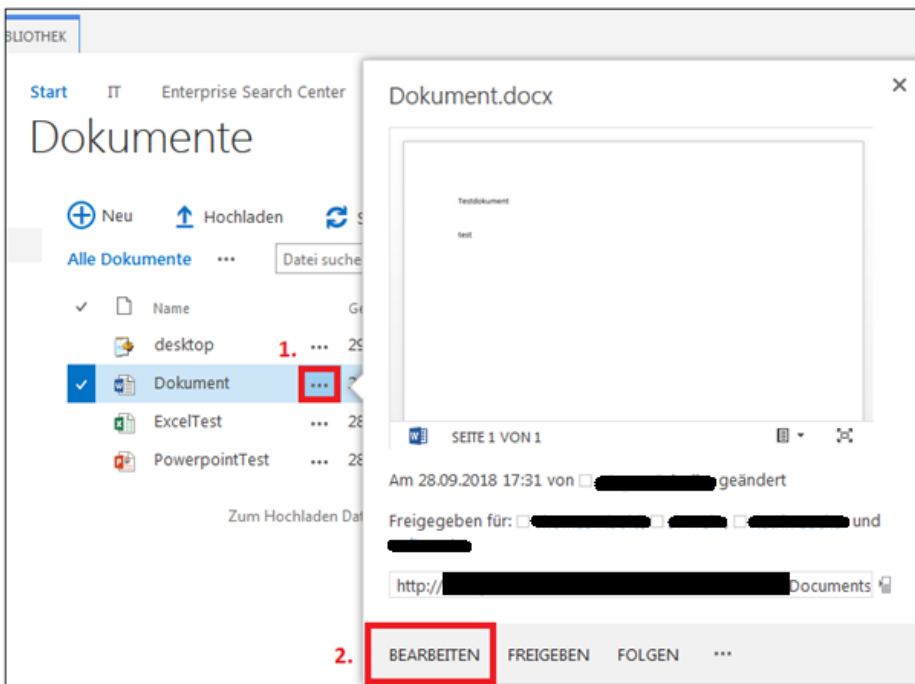 BLIOTHEK
Start IT Enterprise Search Center
Dokumente
Neu Hochladen
Alle Dokumente ... Datei suche
Name Ge
desktop ... 29
1.
Dokument ...
ExcelTest ... 28
PowerpointTest ... 28
Zum Hochladen Dat
Dokument.docx
Testdokument
test
SEITE 1 VON 1
Am 28.09.2018 17:31 von geändert
Freigegeben für: und
http:// Documents
2.
BEARBEITEN FREIGEBEN FOLGEN ...